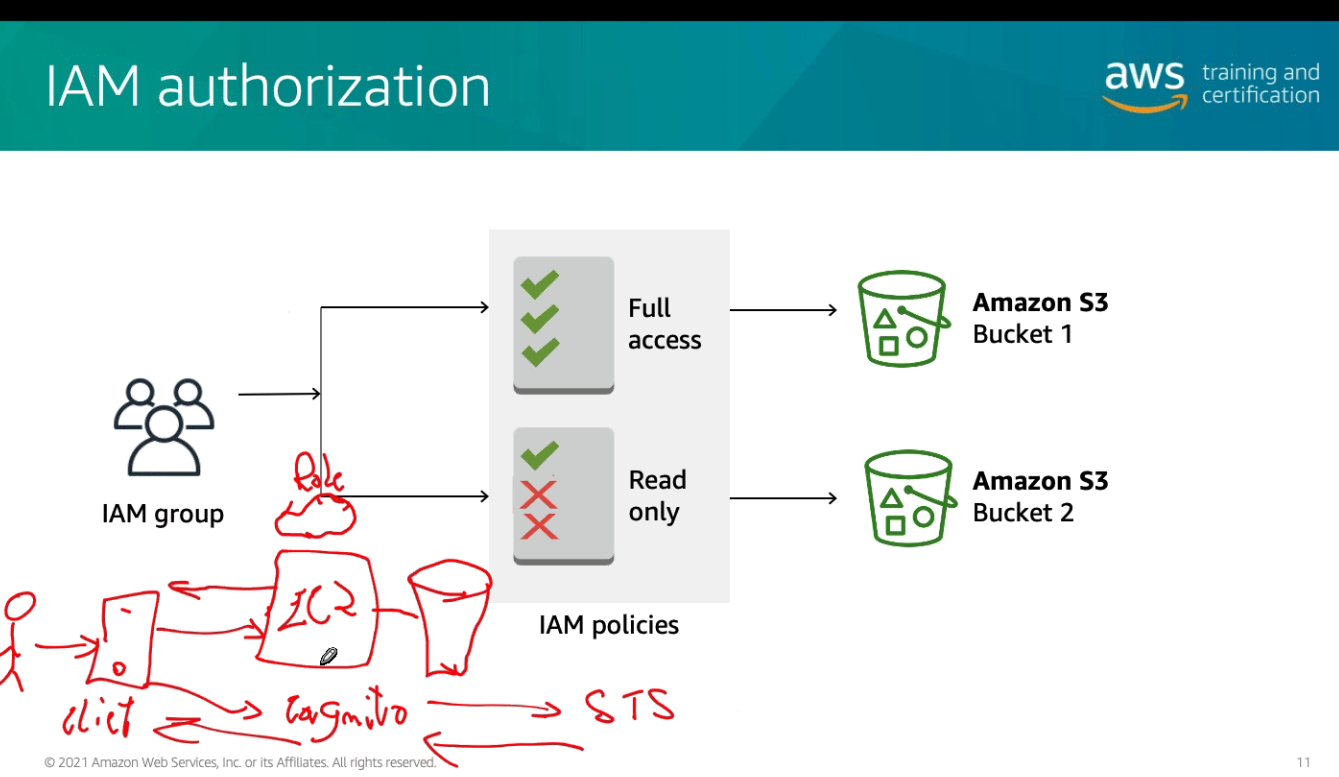 IAM authorization
aws training and
certification
Full
access
Amazon S3
Bucket 1
Role
Read
only
Amazon S3
Bucket 2
IAM group
EC2
IAM policies
cliet
Cognito
STS
© 2021 Amazon Web Services, Inc. or its Affiliates. All rights reserved.
11